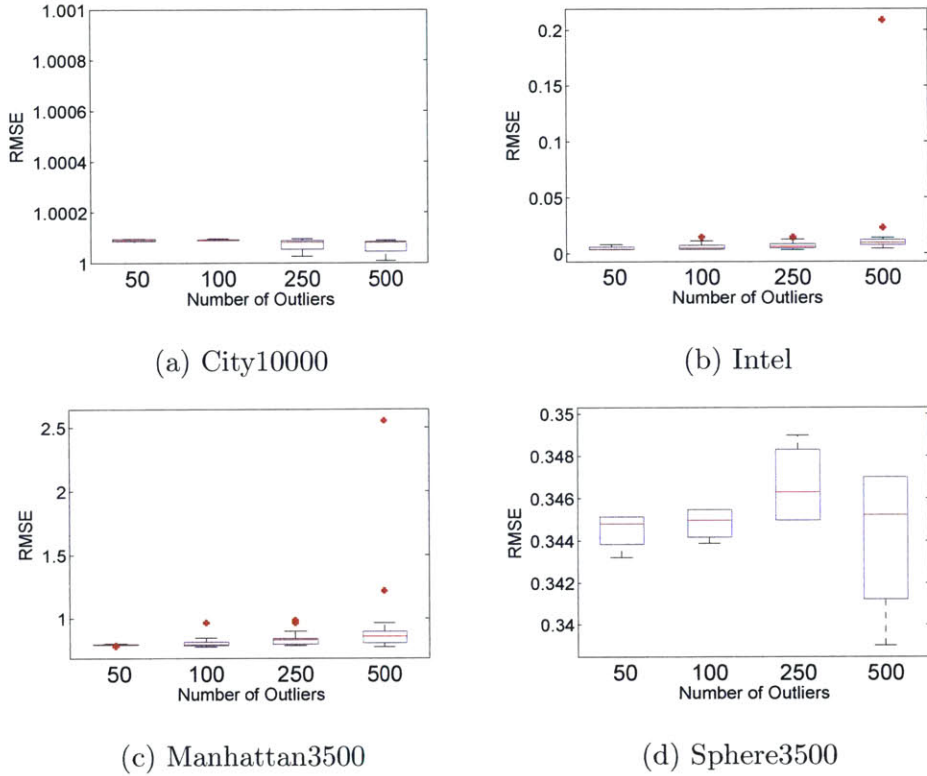 1.001
1.0008
1.0006
1.0004
1.0002
1
RMSE
50 100 250 500
Number of Outliers
(a) City10000
0.2
0.15
0.1
0.05
0
RMSE
50 100 250 500
Number of Outliers
(b) Intel
2.5
2
1.5
1
RMSE
50 100 250 500
Number of Outliers
(c) Manhattan3500
0.35
0.348
0.346
0.344
0.342
0.34
RMSE
50 100 250 500
Number of Outliers
(d) Sphere3500